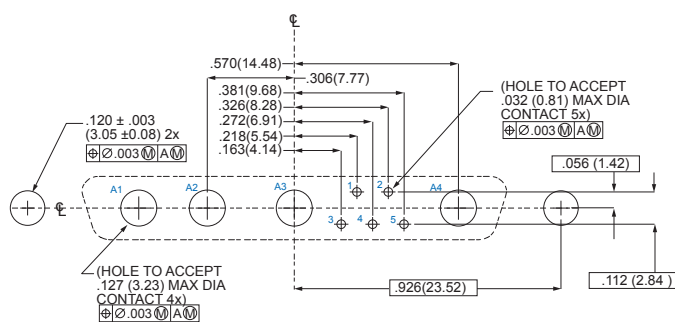 ℄
.570(14.48)
.306(7.77)
.381(9.68)
.326(8.28)
.272(6.91)
.218(5.54)
.163(4.14)
(HOLE TO ACCEPT
.032 (0.81) MAX DIA
CONTACT 5x)
⌖ Ø.003 Ⓜ A Ⓜ
.120 ± .003
(3.05 ±0.08) 2x
⌖ Ø.003 Ⓜ A Ⓜ
.056 (1.42)
A1 A2 A3 1 2 A4
℄
3 4 5
(HOLE TO ACCEPT
.127 (3.23) MAX DIA
CONTACT 4x)
⌖ Ø.003 Ⓜ A Ⓜ
.926(23.52)
.112 (2.84 )